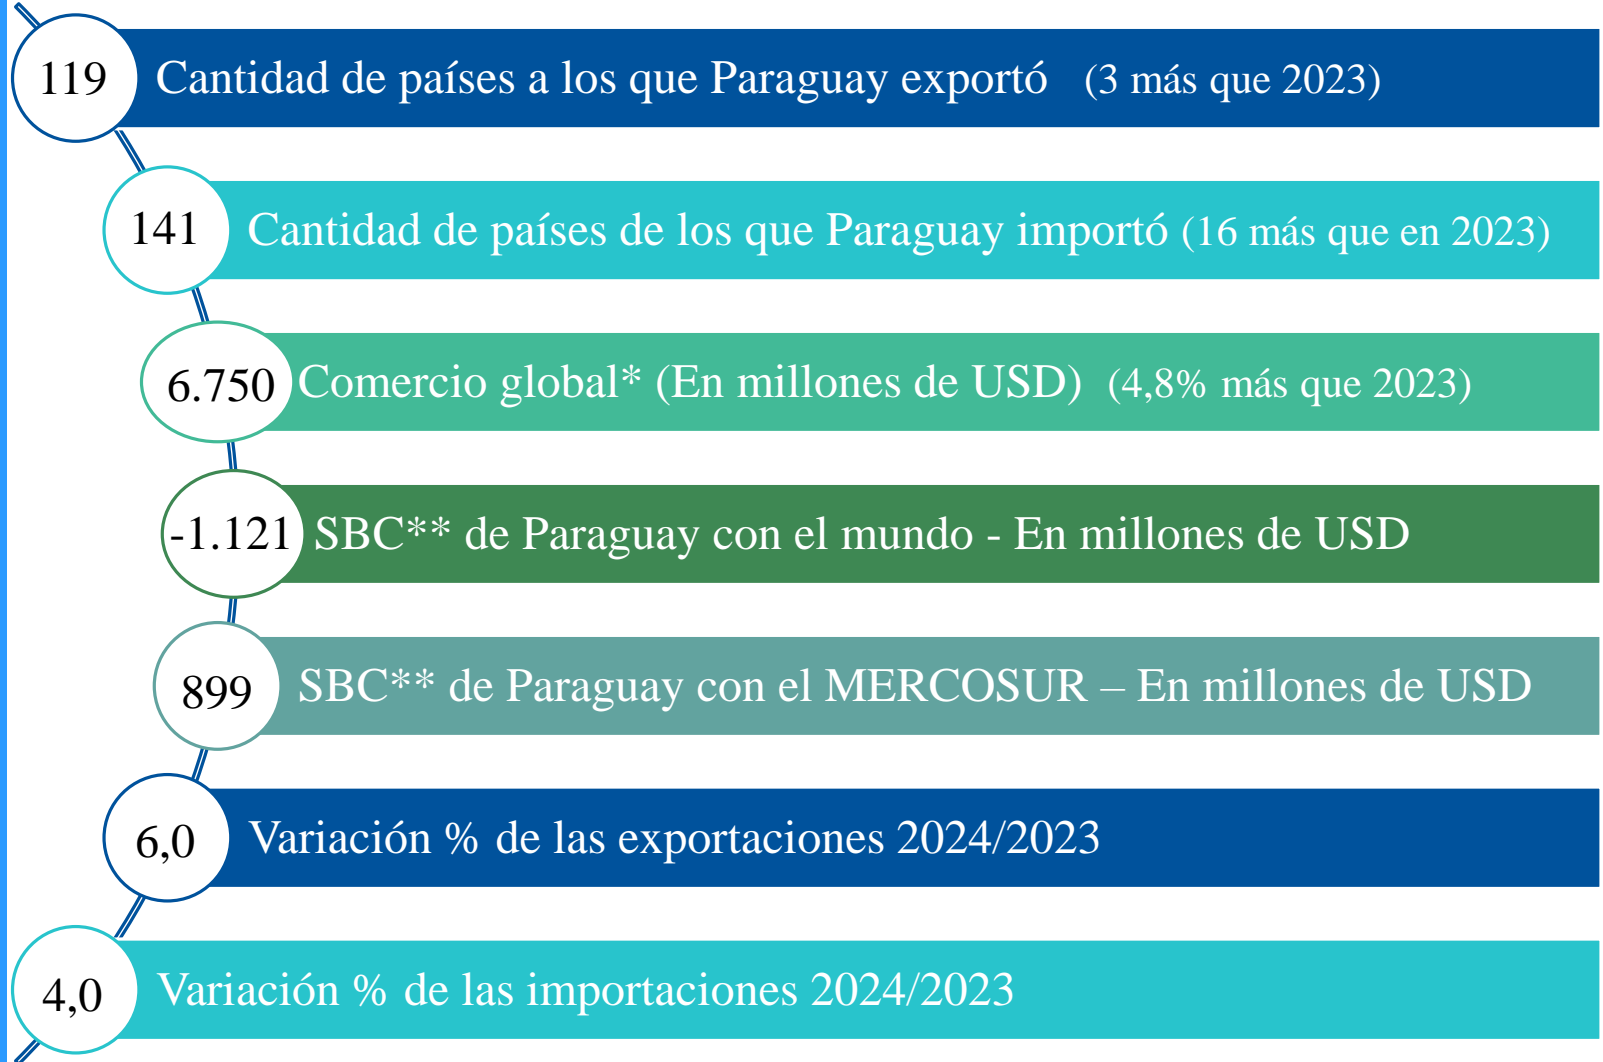 119 Cantidad de países a los que Paraguay exportó (3 más que 2023)
141 Cantidad de países de los que Paraguay importó (16 más que en 2023)
6.750 Comercio global* (En millones de USD) (4,8% más que 2023)
-1.121 SBC** de Paraguay con el mundo - En millones de USD
899 SBC** de Paraguay con el MERCOSUR – En millones de USD
6,0 Variación % de las exportaciones 2024/2023
4,0 Variación % de las importaciones 2024/2023